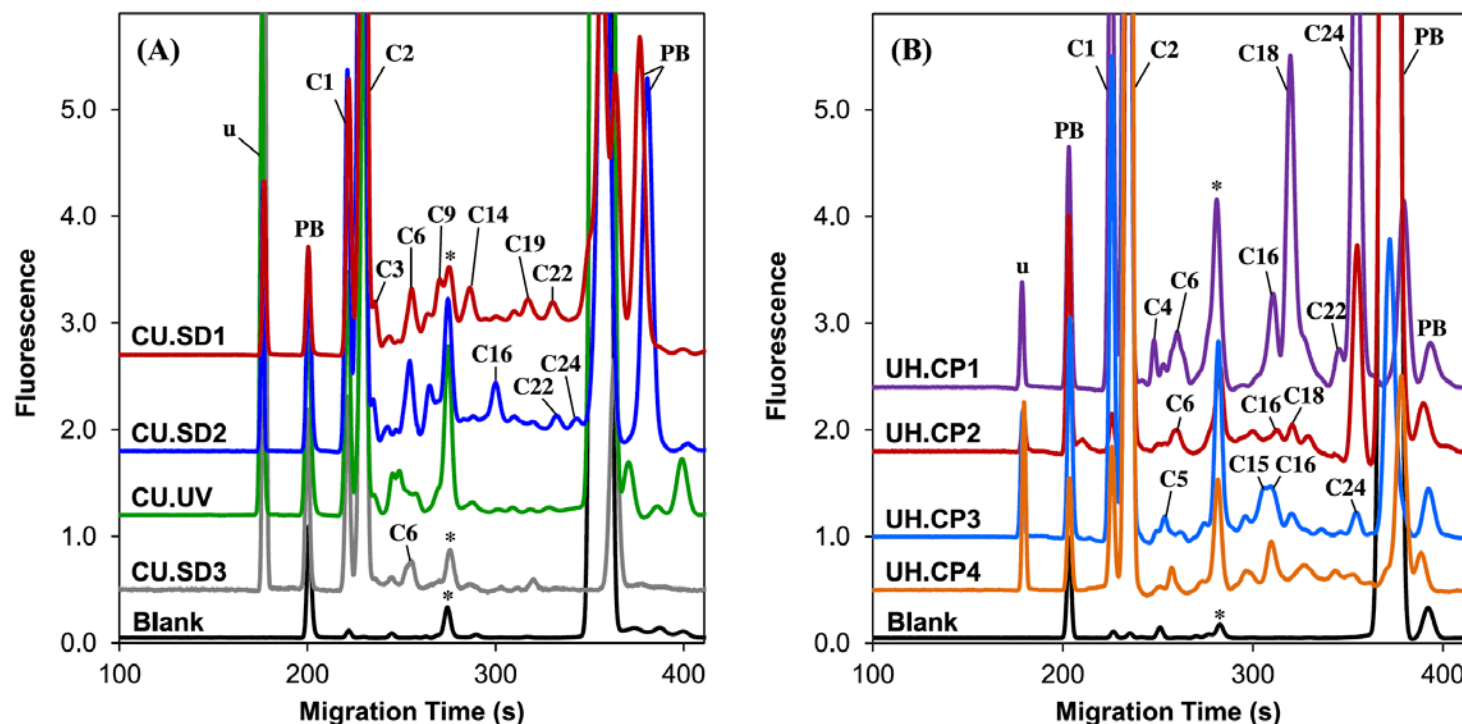 (A)
C1
C2
PB
u
5.0
4.0
3.0
2.0
1.0
0.0
Fluorescence
PB
C3
C6
C9
*
C14
C19
C22
CU.SD1
C16
C22
C24
CU.SD2
CU.UV
C6
*
CU.SD3
*
Blank
100
200
300
400
Migration Time (s)
(B)
C1
C2
C18
C24
PB
5.0
4.0
3.0
2.0
1.0
0.0
Fluorescence
PB
*
u
C4
C6
C16
C22
PB
UH.CP1
C6
C16
C18
UH.CP2
C5
C15
C16
C24
UH.CP3
UH.CP4
*
Blank
100
200
300
400
Migration Time (s)